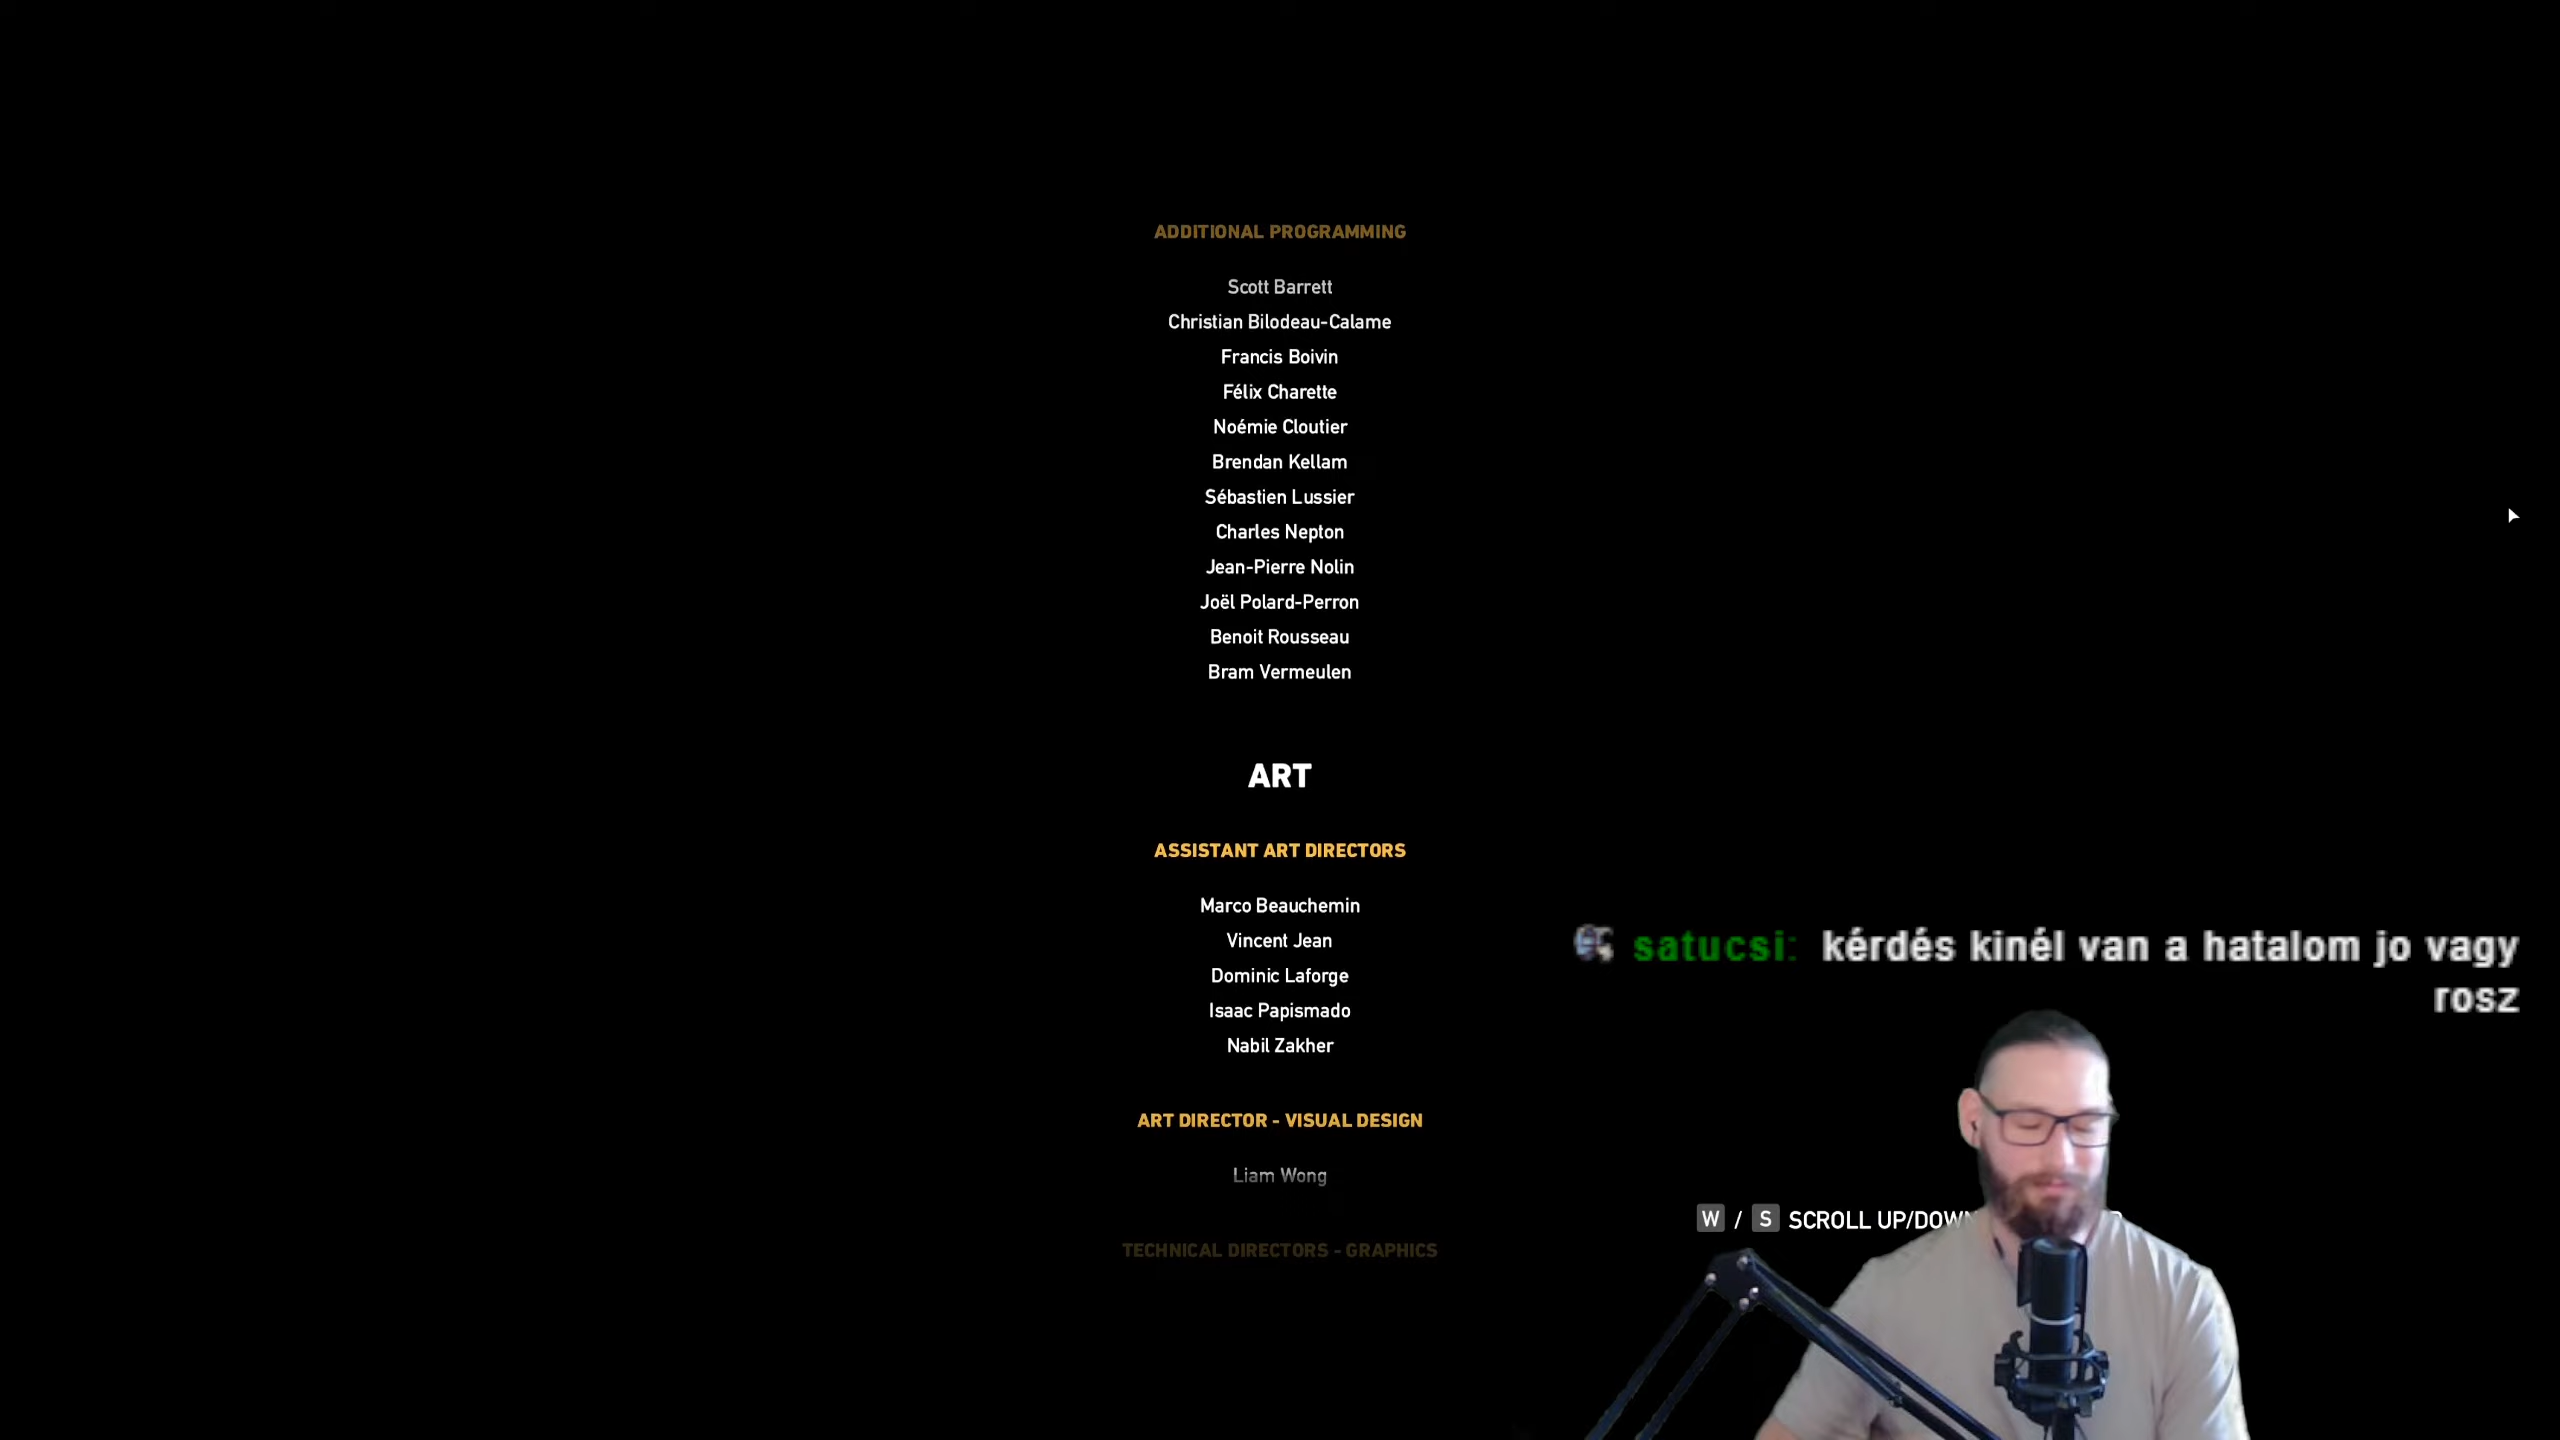 ADDITIONAL PROGRAMMING
Scott Barrett
Christian Bilodeau-Calame
Francis Boivin
Félix Charette
Noémie Cloutier
Brendan Kellam
Sébastien Lussier
Charles Nepton
Jean-Pierre Nolin
Joël Polard-Perron
Benoit Rousseau
Bram Vermeulen
ART
ASSISTANT ART DIRECTORS
Marco Beauchemin
Vincent Jean
Dominic Laforge
Isaac Papismado
Nabil Zakher
ART DIRECTOR - VISUAL DESIGN
Liam Wong
TECHNICAL DIRECTORS - GRAPHICS
satucsi: kérdés kinél van a hatalom jo vagy
rosz
W / S SCROLL UP/DOWN